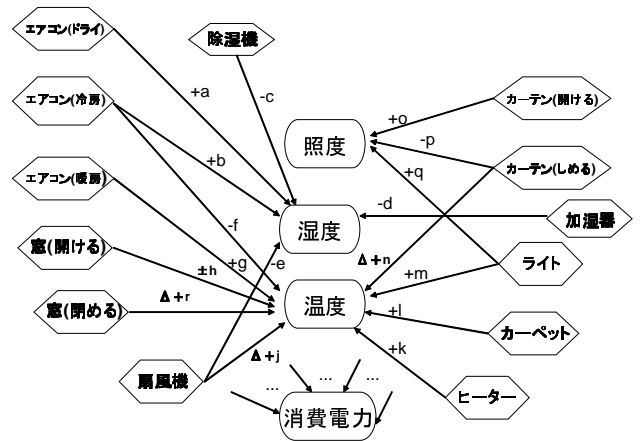 エアコン(ドライ)
除湿機
+a
-c
エアコン(冷房)
カーテン(開ける)
+o
照度
-p
+b
+q
カーテン(しめる)
エアコン(暖房)
-f
-d
湿度
加湿器
窓(開ける)
+g
-e
Δ+n
ライト
±h
+m
窓(閉める)
Δ+r
温度
+l
カーペット
Δ+j
+k
扇風機
...
...
...
...
消費電力
ヒーター